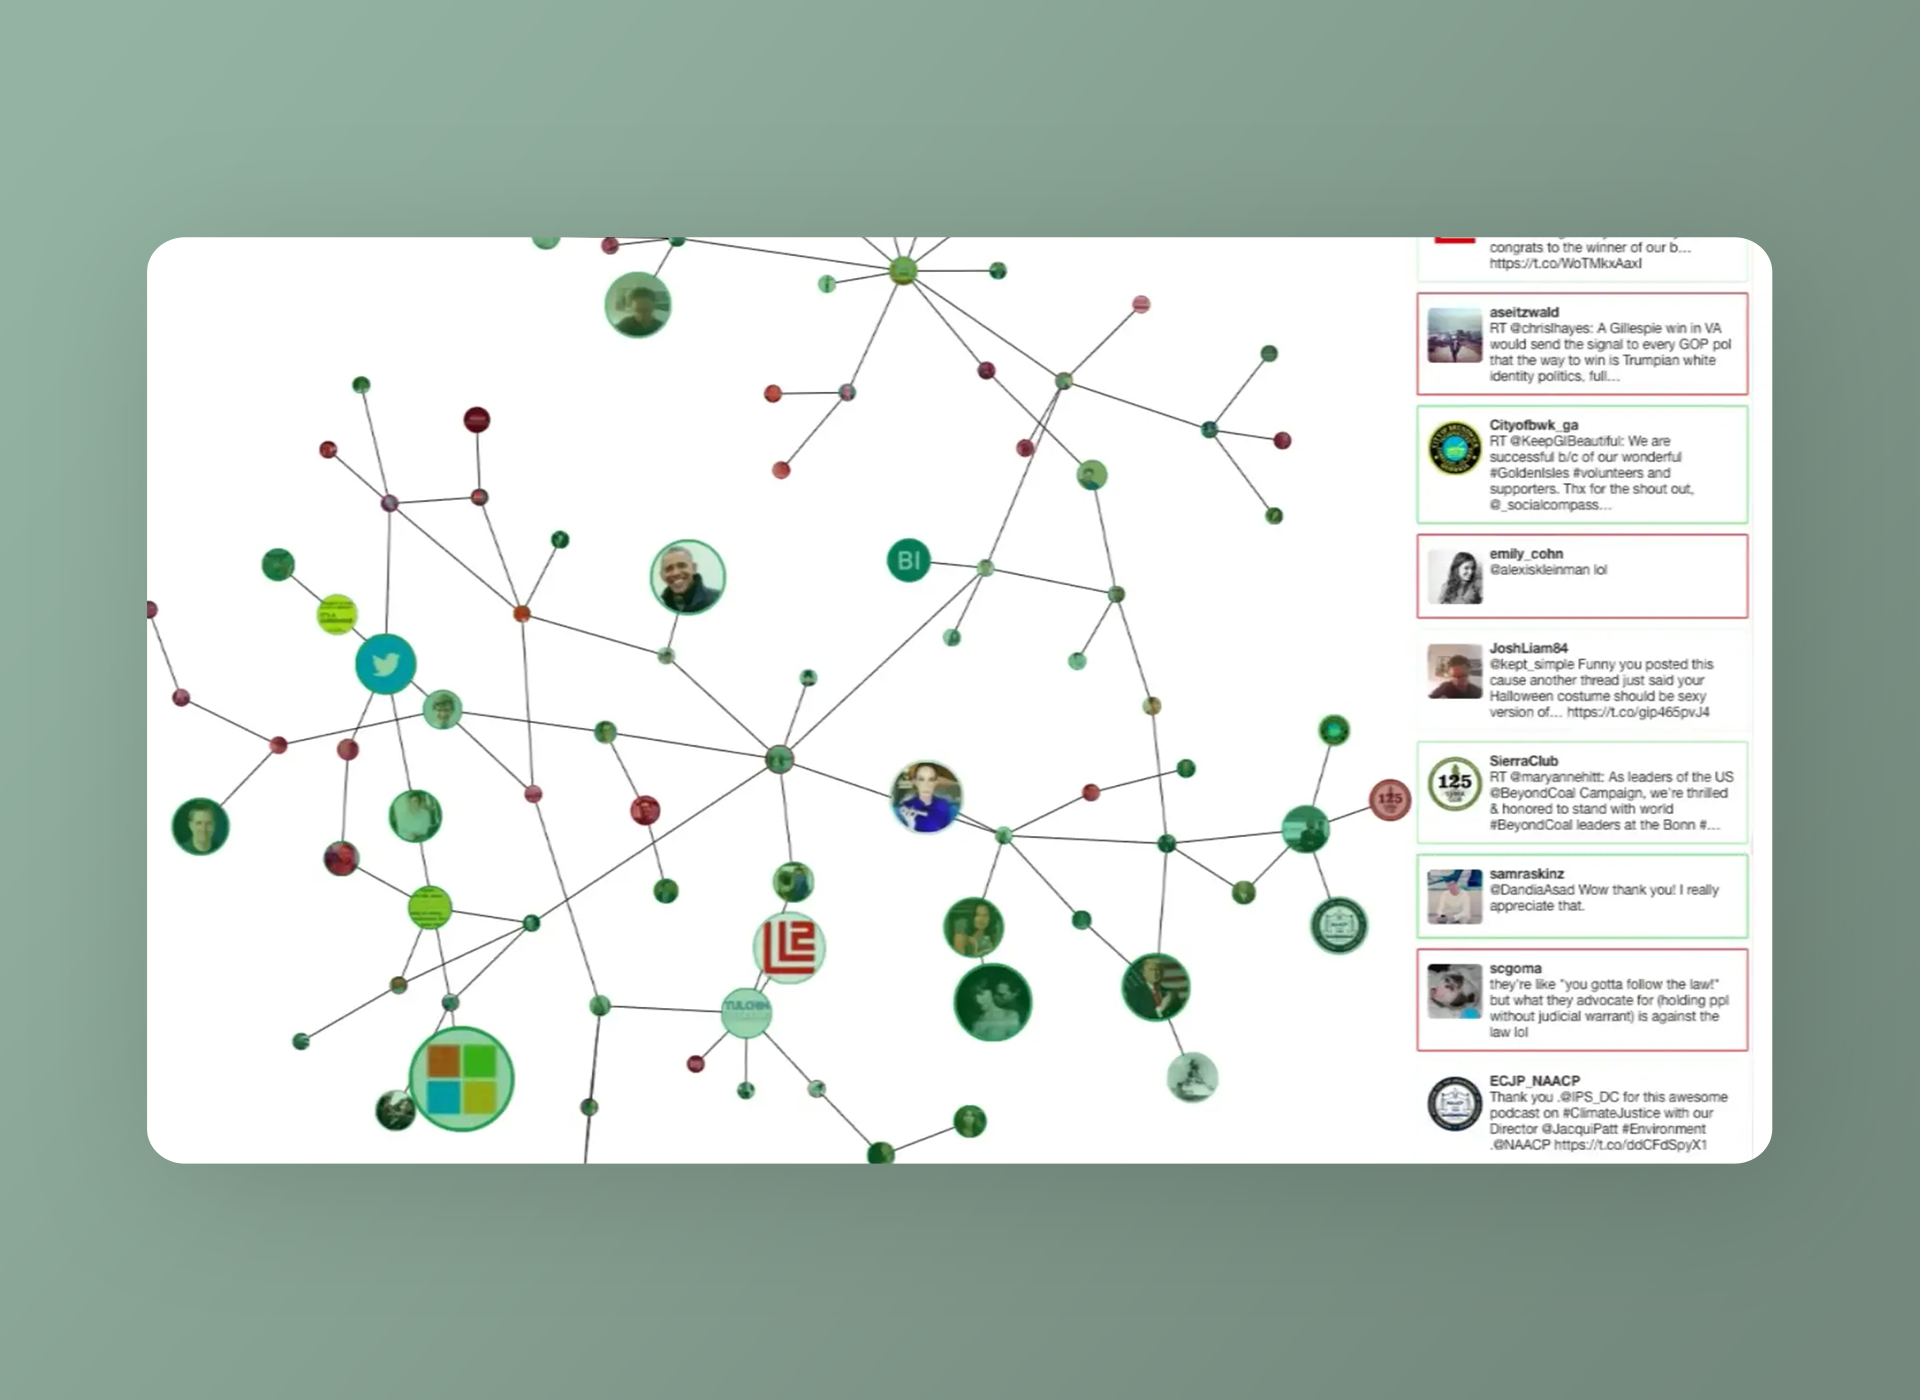 congrats to the winner of our b...
https://t.co/WoTMkxAaxI
aseitzwald
RT @chrislhayes: A Gillespie win in VA
would send the signal to every GOP pol
that the way to win is Trumpian white
identity politics, full...
Cityofbwk_ga
RT @KeepGIBeautiful: We are
successful b/c of our wonderful
#GoldenIsles #volunteers and
supporters. Thx for the shout out,
@_socialcompass...
emily_cohn
@alexiskleinman lol
JoshLiam84
@kept_simple Funny you posted this
cause another thread just said your
Halloween costume should be sexy
version of... https://t.co/gip465pvJ4
SierraClub
RT @maryannehitt: As leaders of the US
@BeyondCoal Campaign, we're thrilled
& honored to stand with world
#BeyondCoal leaders at the Bonn #...
125
samraskinz
@DandiaAsad Wow thank you! I really
appreciate that.
scgoma
they're like "you gotta follow the law!"
but what they advocate for (holding ppl
without judicial warrant) is against the
law lol
ECJP_NAACP
Thank you .@IPS_DC for this awesome
podcast on #ClimateJustice with our
Director @JacquiPatt #Environment
.@NAACP https://t.co/ddCFdSpyX1
BI
125
L2
TULCHIN